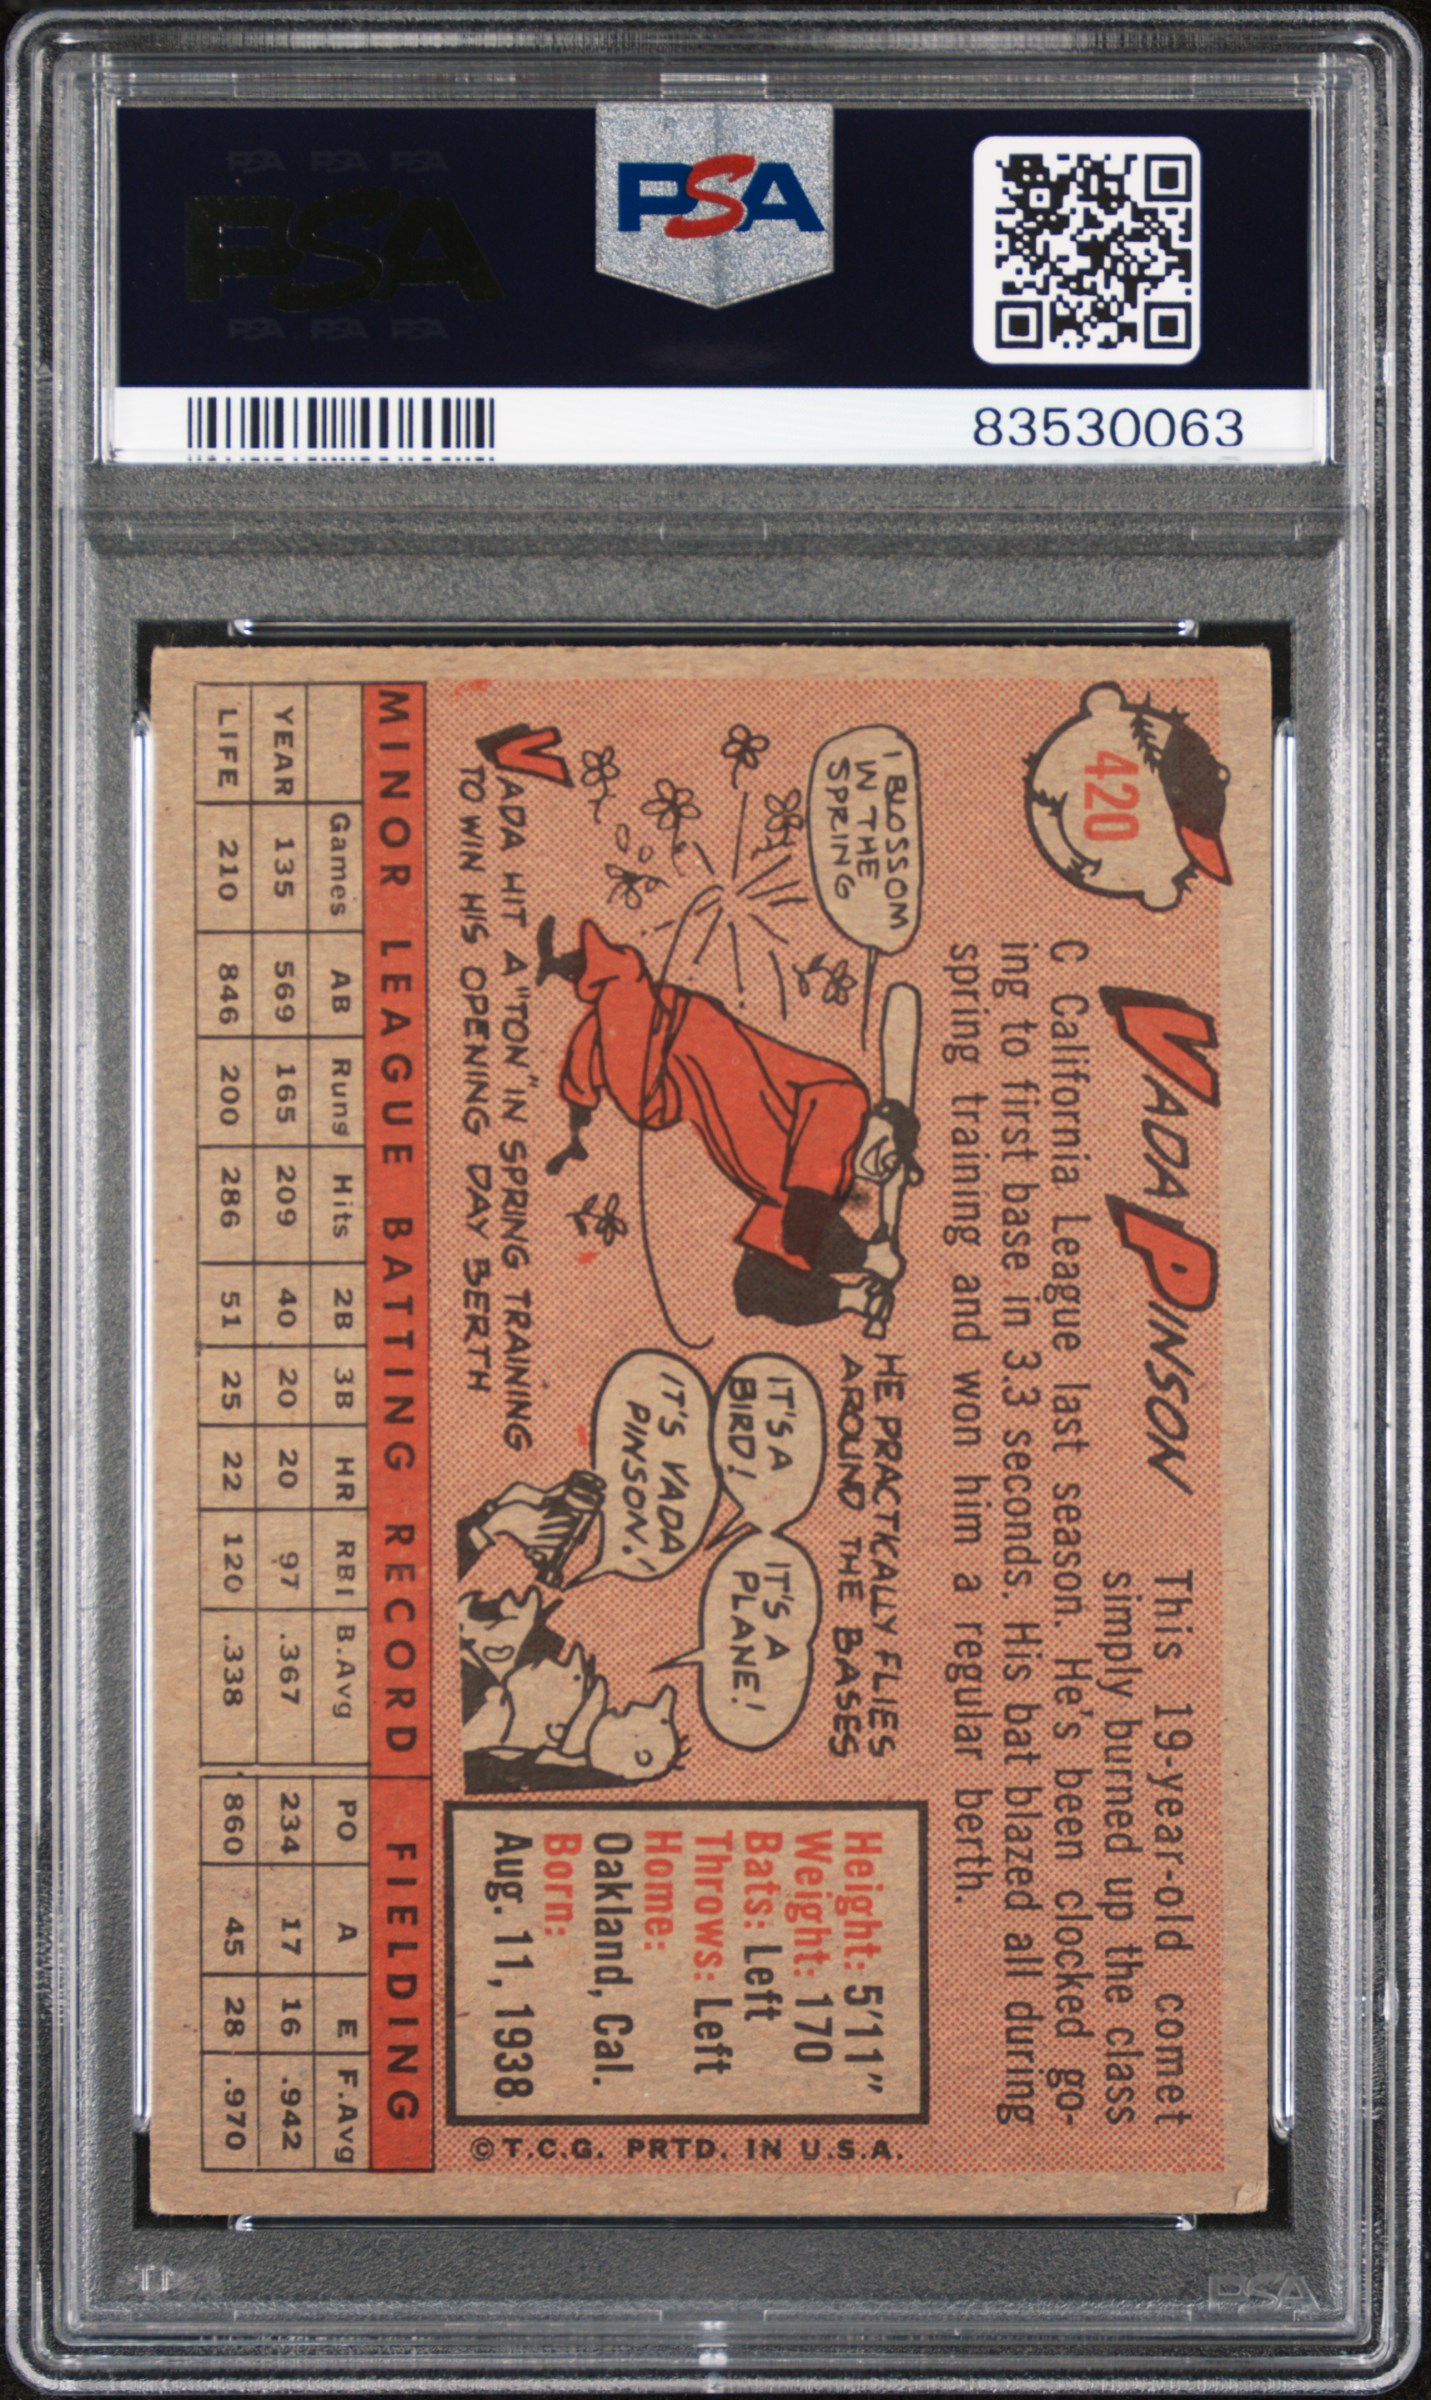 PSA PSA PSA
PSA
PSA PSA PSA
PSA
83530063
420
VADA PINSON
This 19-year-old comet
simply burned up the class
C California League last season. He's been clocked go-
ing to first base in 3.3 seconds. His bat blazed all during
spring training and won him a regular berth.
I BLOSSOM
IN THE
SPRING
HE PRACTICALLY FLIES
AROUND THE BASES
IT'S A
BIRD!
IT'S A
PLANE!
IT'S VADA
PINSON!
VADA HIT A "TON" IN SPRING TRAINING
TO WIN HIS OPENING DAY BERTH
Height: 5'11"
Weight: 170
Bats: Left
Throws: Left
Home:
Oakland, Cal.
Born:
Aug. 11, 1938
©T.C.G. PRTD. IN U.S.A.
MINOR LEAGUE BATTING RECORD FIELDING
Games AB Runs Hits 2B 3B HR RBI B.Avg PO A E F.Avg
YEAR 135 569 165 209 40 20 20 97 .367 234 17 16 .942
LIFE 210 846 200 286 51 25 22 120 .338 860 45 28 .970
PSA